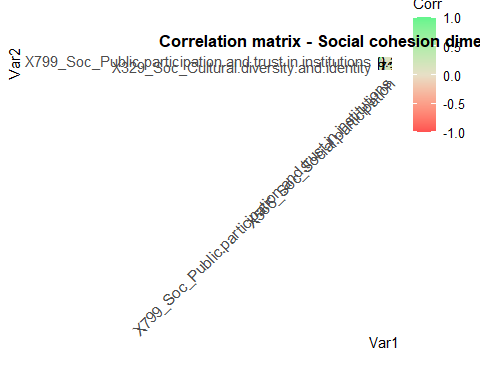 Corr
1.0
0.5
0.0
-0.5
-1.0
Correlation matrix - Social cohesion dime
Var2
X799_Soc_Public.participation.and.trust.in.institutions
X329_Soc_Cultural.diversity.and.identity
X799_Soc_Public.participation.and.trust.in.institutions
Soc_Social.participation
Var1